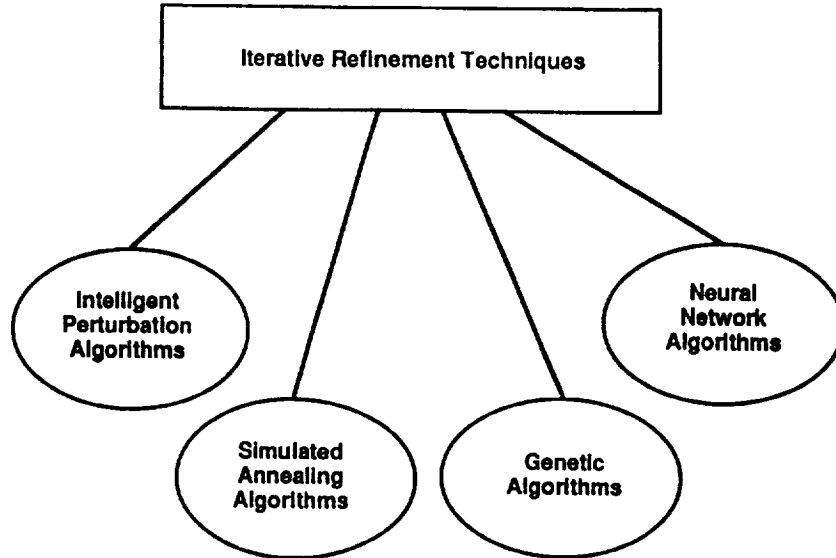 Iterative Refinement Techniques
Intelligent
Perturbation
Algorithms
Simulated
Annealing
Algorithms
Genetic
Algorithms
Neural
Network
Algorithms